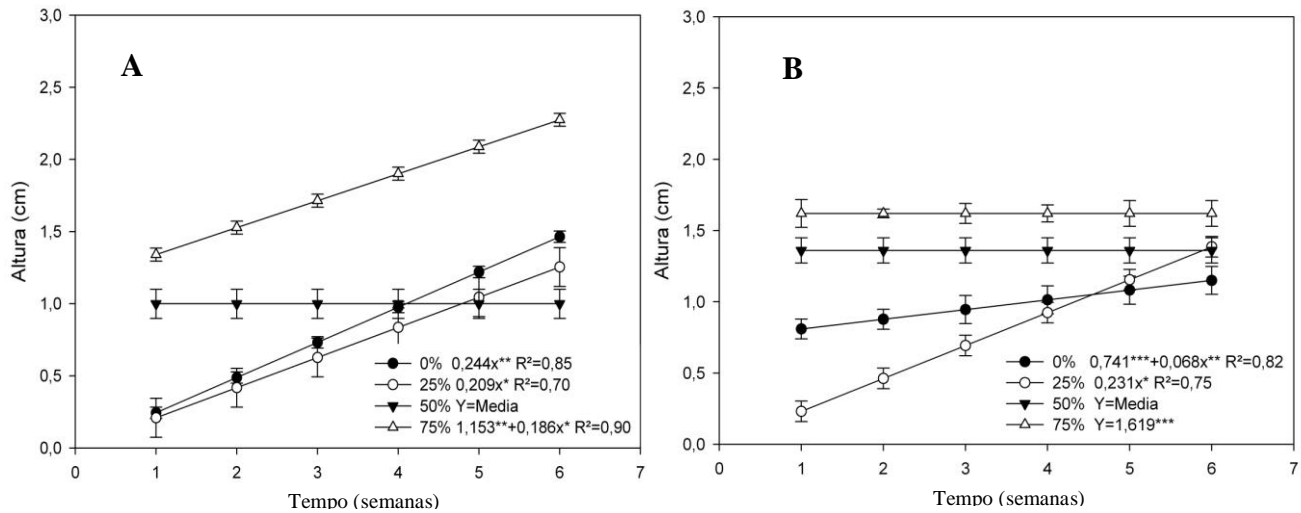 A
3,0
2,5
2,0
1,5
1,0
0,5
0,0
Altura (cm)
0% 0,244x** R²=0,85
25% 0,209x* R²=0,70
50% Y=Media
75% 1,153**+0,186x* R²=0,90
0 1 2 3 4 5 6 7
Tempo (semanas)
B
3,0
2,5
2,0
1,5
1,0
0,5
0,0
Altura (cm)
0% 0,741***+0,068x** R²=0,82
25% 0,231x* R²=0,75
50% Y=Media
75% Y=1,619***
0 1 2 3 4 5 6 7
Tempo (semanas)